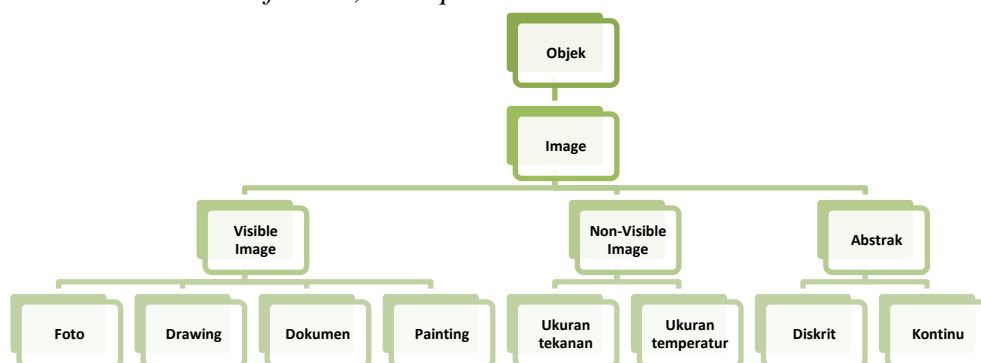 Objek
Image
Visible
Image
Non-Visible
Image
Abstrak
Foto
Drawing
Dokumen
Painting
Ukuran
tekanan
Ukuran
temperatur
Diskrit
Kontinu